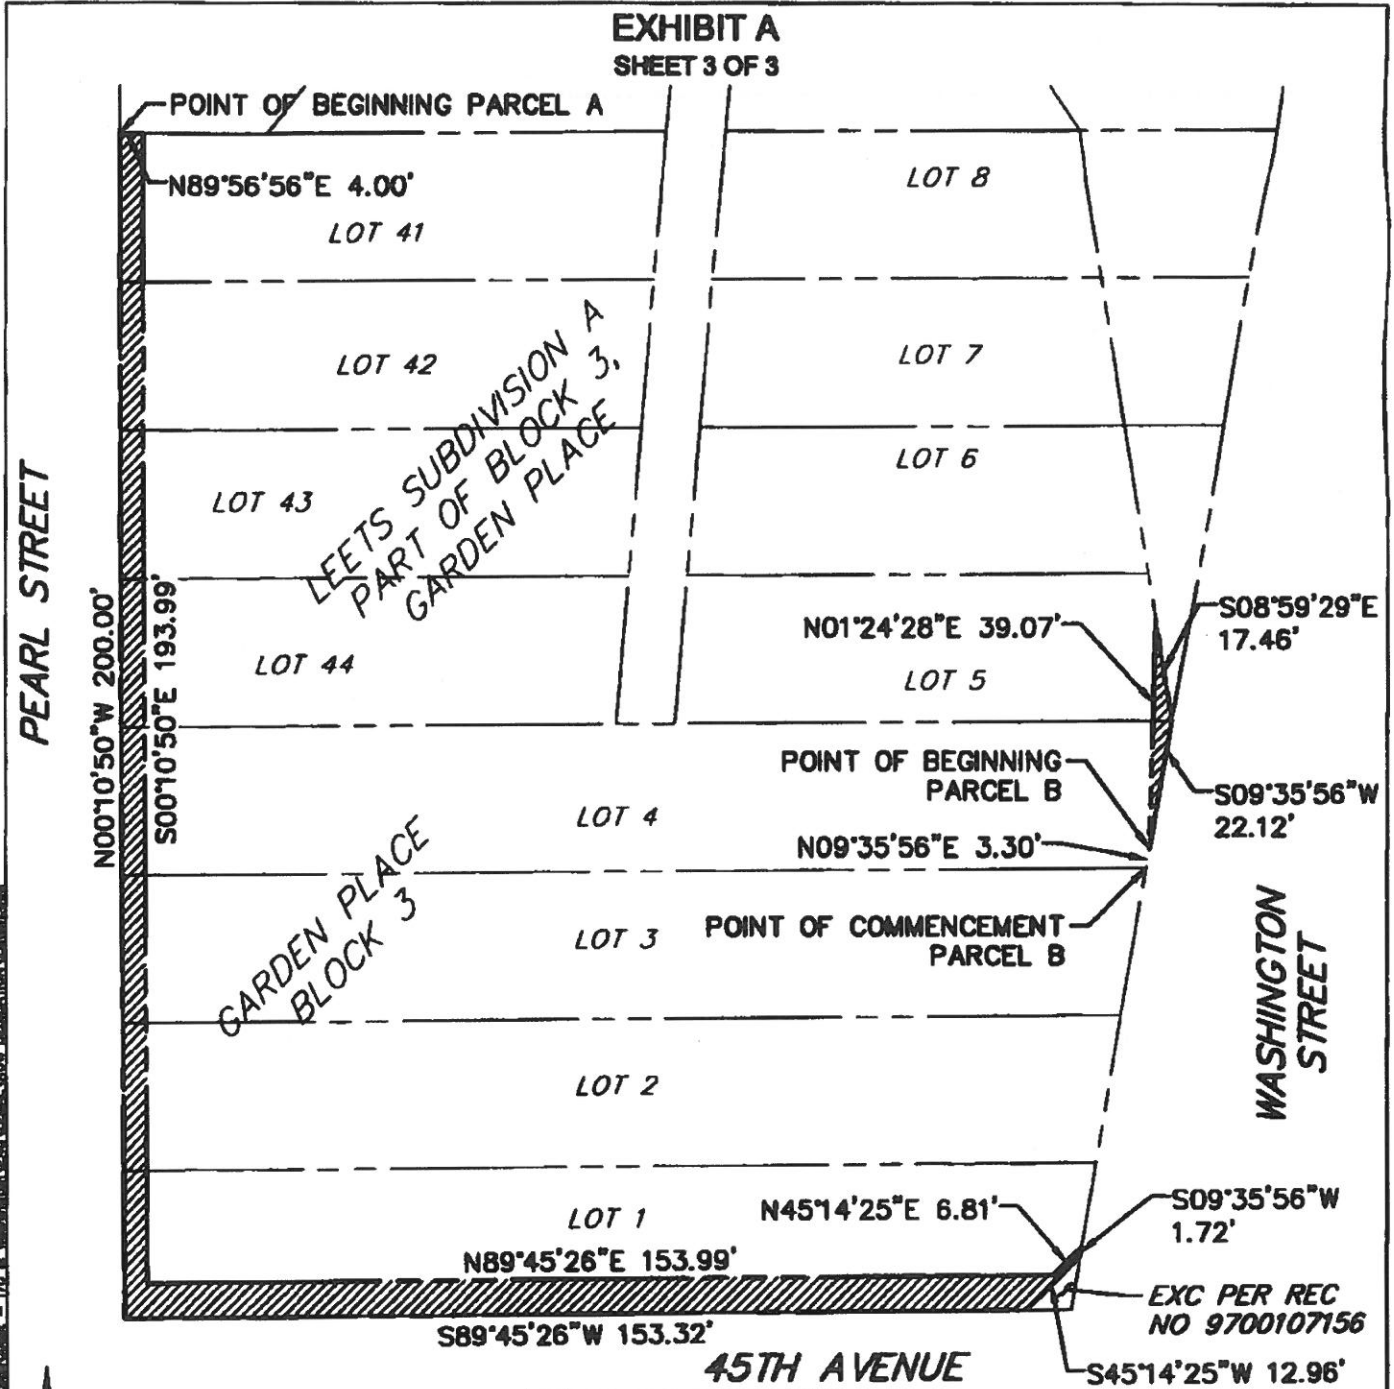 EXHIBIT A
SHEET 3 OF 3
POINT OF BEGINNING PARCEL A
N89°56'56"E 4.00'
LOT 41
LOT 8
LOT 42
LOT 7
LEETS SUBDIVISION A
PART OF BLOCK 3,
GARDEN PLACE
LOT 43
LOT 6
PEARL STREET
N00°10'50"W 200.00'
S00°10'50"E 193.99'
LOT 44
N01°24'28"E 39.07'
S08°59'29"E
17.46'
LOT 5
POINT OF BEGINNING
PARCEL B
S09°35'56"W
22.12'
LOT 4
N09°35'56"E 3.30'
GARDEN PLACE
BLOCK 3
LOT 3
POINT OF COMMENCEMENT
PARCEL B
WASHINGTON
STREET
LOT 2
LOT 1
N45°14'25"E 6.81'
S09°35'56"W
1.72'
N89°45'26"E 153.99'
EXC PER REC
NO 9700107156
S89°45'26"W 153.32'
45TH AVENUE
S45°14'25"W 12.96'